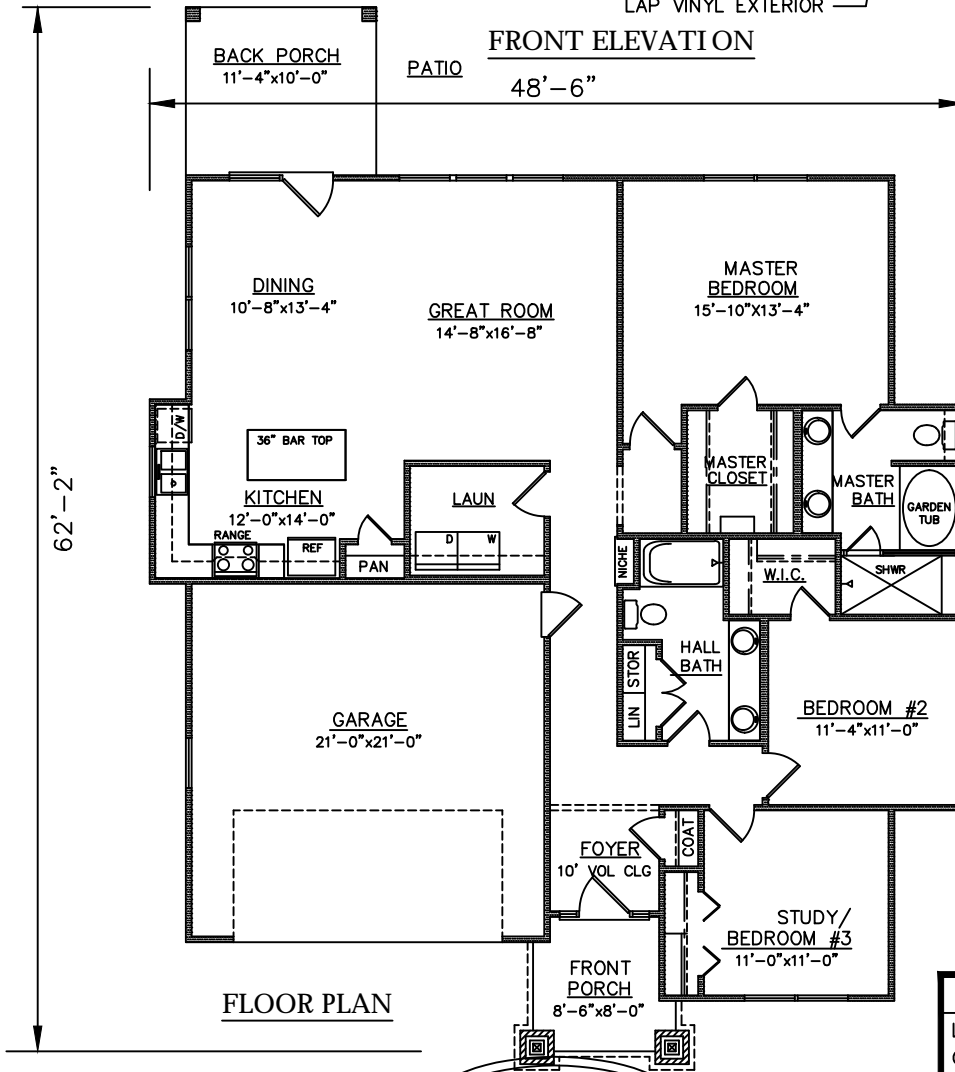 LAP VINYL EXTERIOR
FRONT ELEVATION
BACK PORCH
11'-4"x10'-0"
PATIO
48'-6"
62'-2"
DINING
10'-8"x13'-4"
GREAT ROOM
14'-8"x16'-8"
MASTER
BEDROOM
15'-10"X13'-4"
D/W
36" BAR TOP
KITCHEN
12'-0"x14'-0"
RANGE
REF
PAN
LAUN
D
W
MASTER
CLOSET
MASTER
BATH
GARDEN
TUB
NICHE
W.I.C.
SHWR
HALL
BATH
STOR
LIN
BEDROOM #2
11'-4"x11'-0"
GARAGE
21'-0"x21'-0"
FOYER
10' VOL CLG
COAT
STUDY/
BEDROOM #3
11'-0"x11'-0"
FRONT
PORCH
8'-6"x8'-0"
FLOOR PLAN